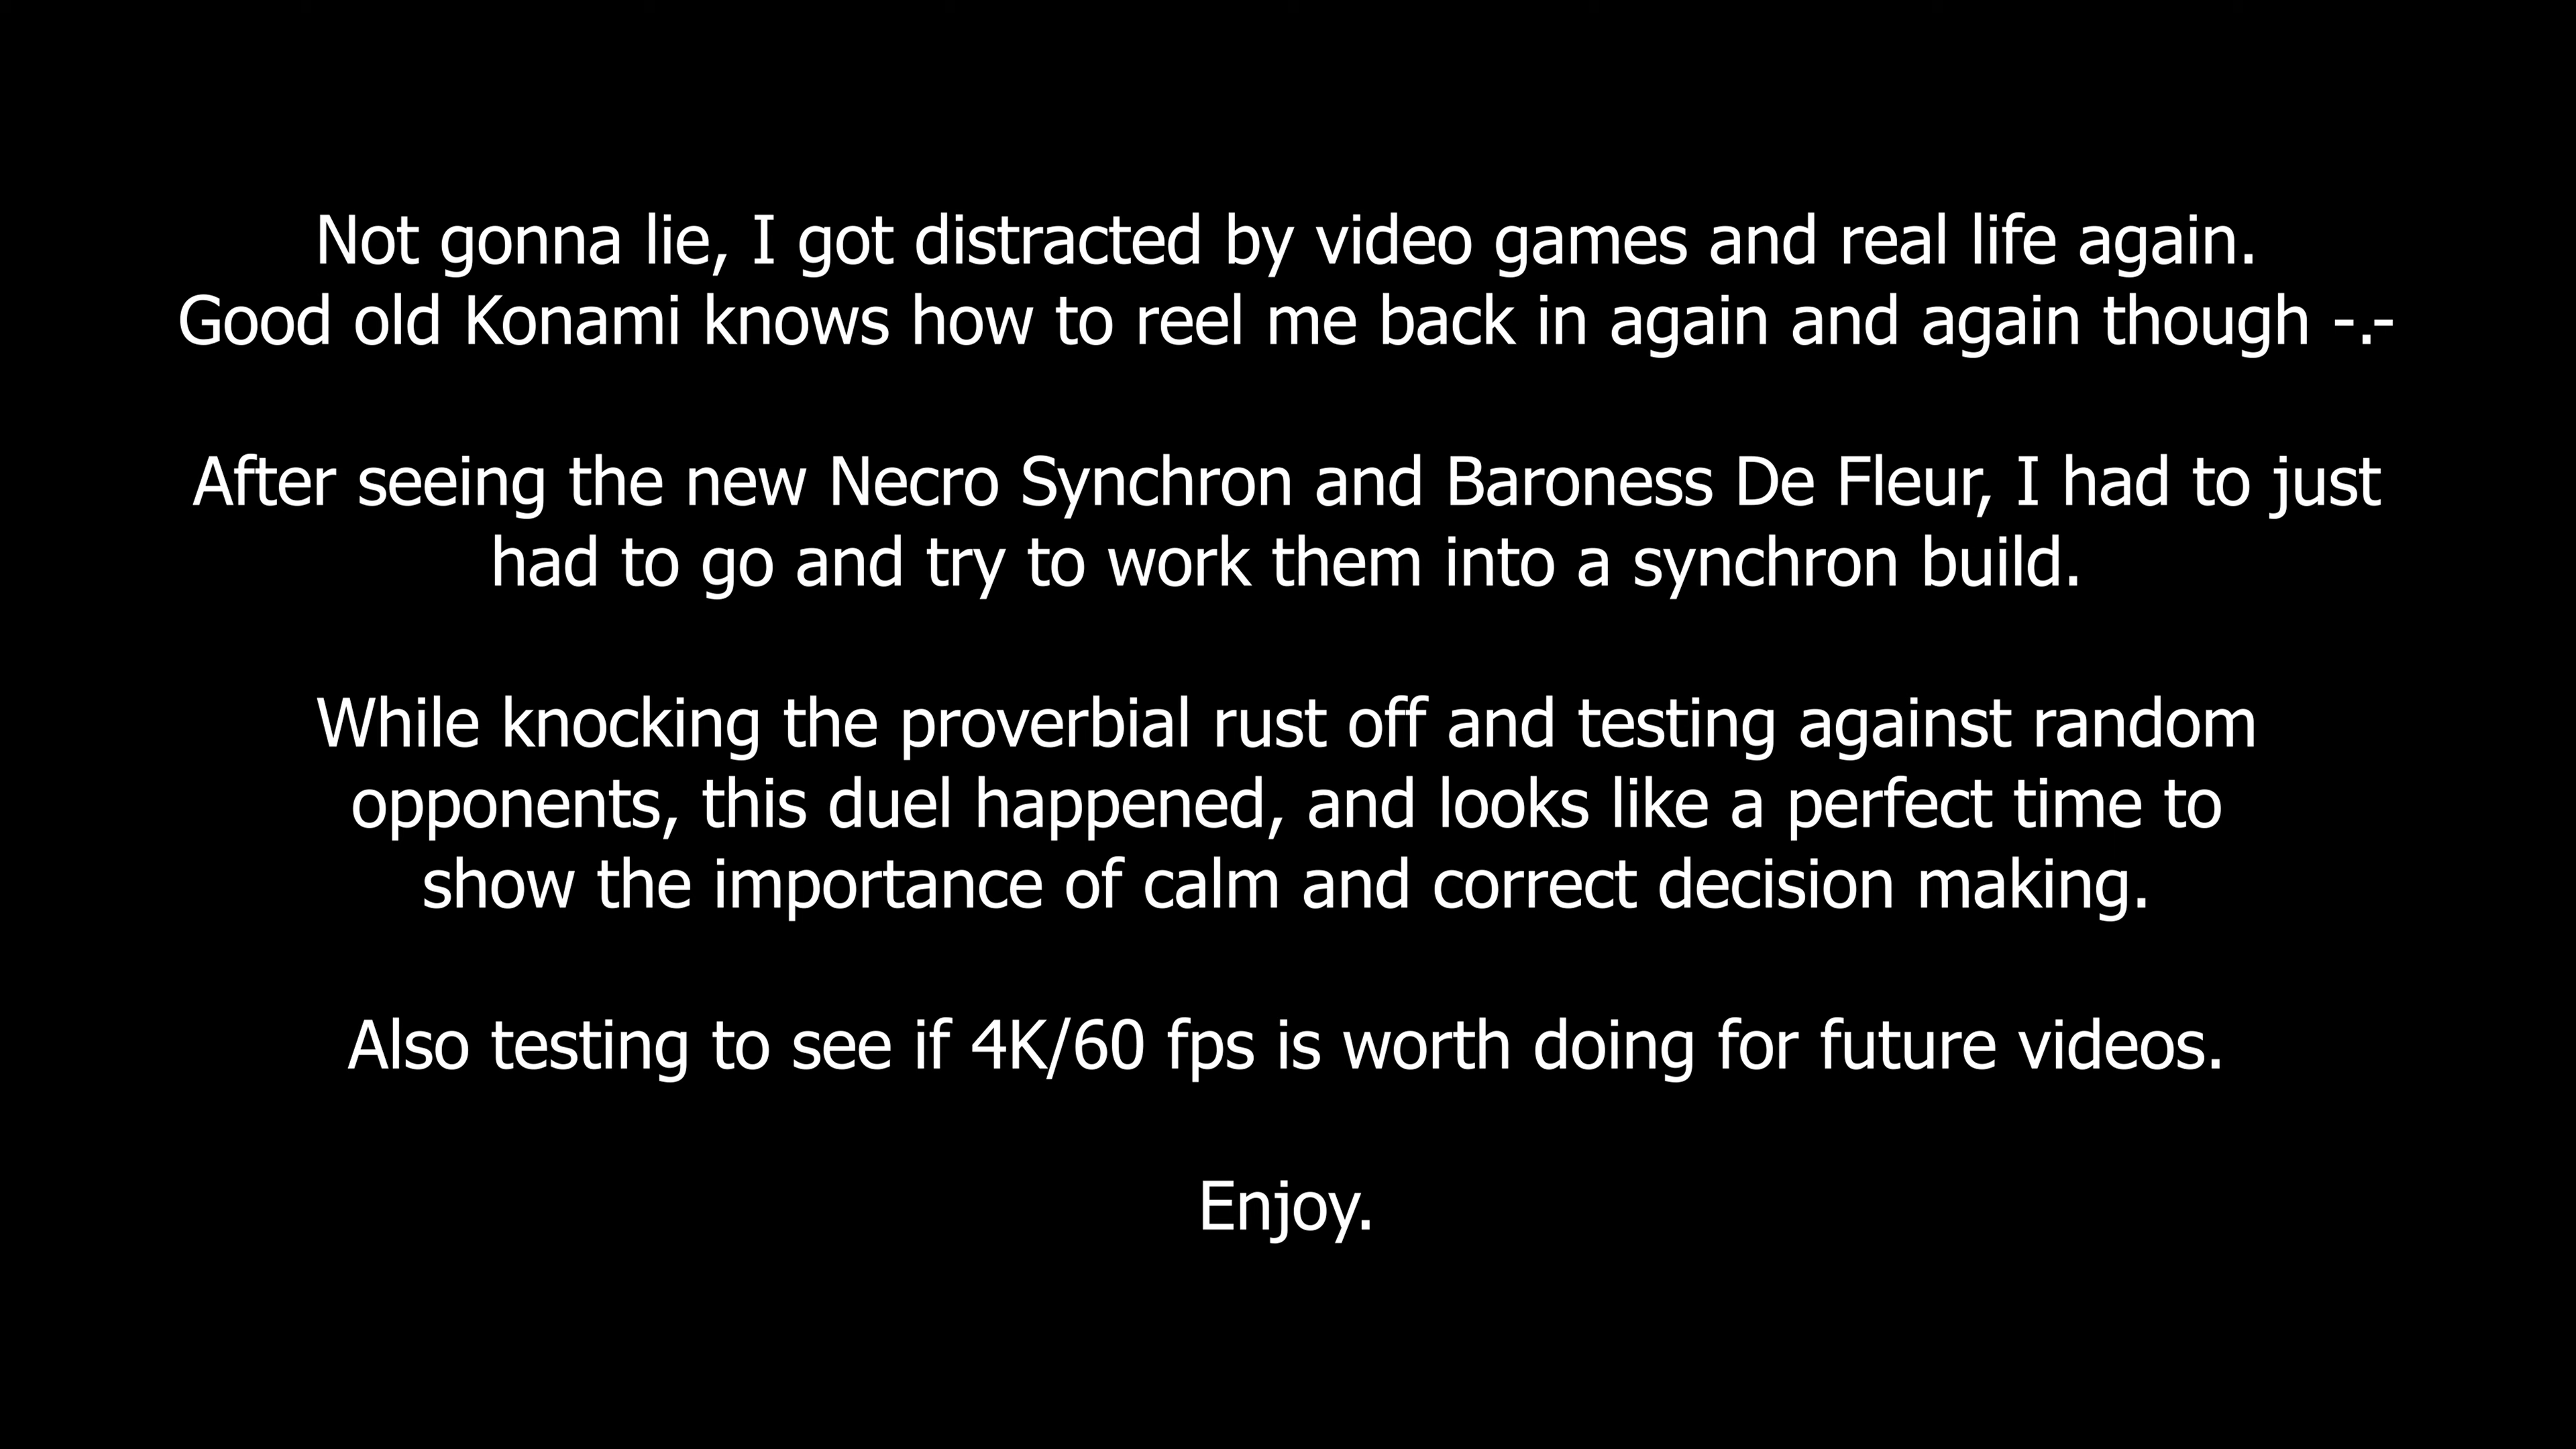 Not gonna lie, I got distracted by video games and real life again.
Good old Konami knows how to reel me back in again and again though -.-
After seeing the new Necro Synchron and Baroness De Fleur, I had to just
had to go and try to work them into a synchron build.
While knocking the proverbial rust off and testing against random
opponents, this duel happened, and looks like a perfect time to
show the importance of calm and correct decision making.
Also testing to see if 4K/60 fps is worth doing for future videos.
Enjoy.